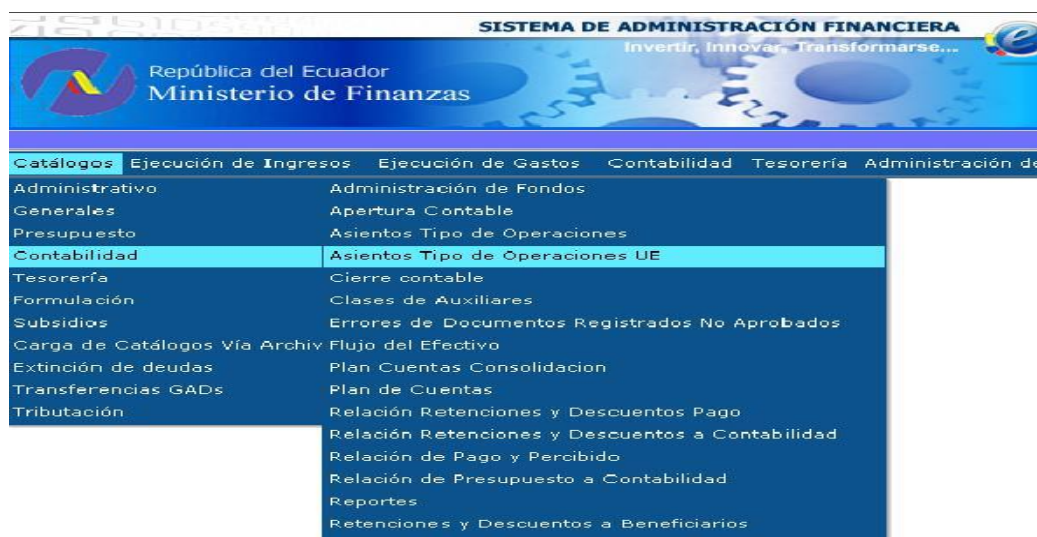 SISTEMA DE ADMINISTRACIÓN FINANCIERA
Invertir, Innovar, Transformarse...
República del Ecuador
Ministerio de Finanzas
Catálogos Ejecución de Ingresos Ejecución de Gastos Contabilidad Tesorería Administración de
Administrativo
Generales
Presupuesto
Contabilidad
Tesorería
Formulación
Subsidios
Carga de Catálogos Vía Archiv
Extinción de deudas
Transferencias GADs
Tributación
Administración de Fondos
Apertura Contable
Asientos Tipo de Operaciones
Asientos Tipo de Operaciones UE
Cierre contable
Clases de Auxiliares
Errores de Documentos Registrados No Aprobados
Flujo del Efectivo
Plan Cuentas Consolidacion
Plan de Cuentas
Relación Retenciones y Descuentos Pago
Relación Retenciones y Descuentos a Contabilidad
Relación de Pago y Percibido
Relación de Presupuesto a Contabilidad
Reportes
Retenciones y Descuentos a Beneficiarios